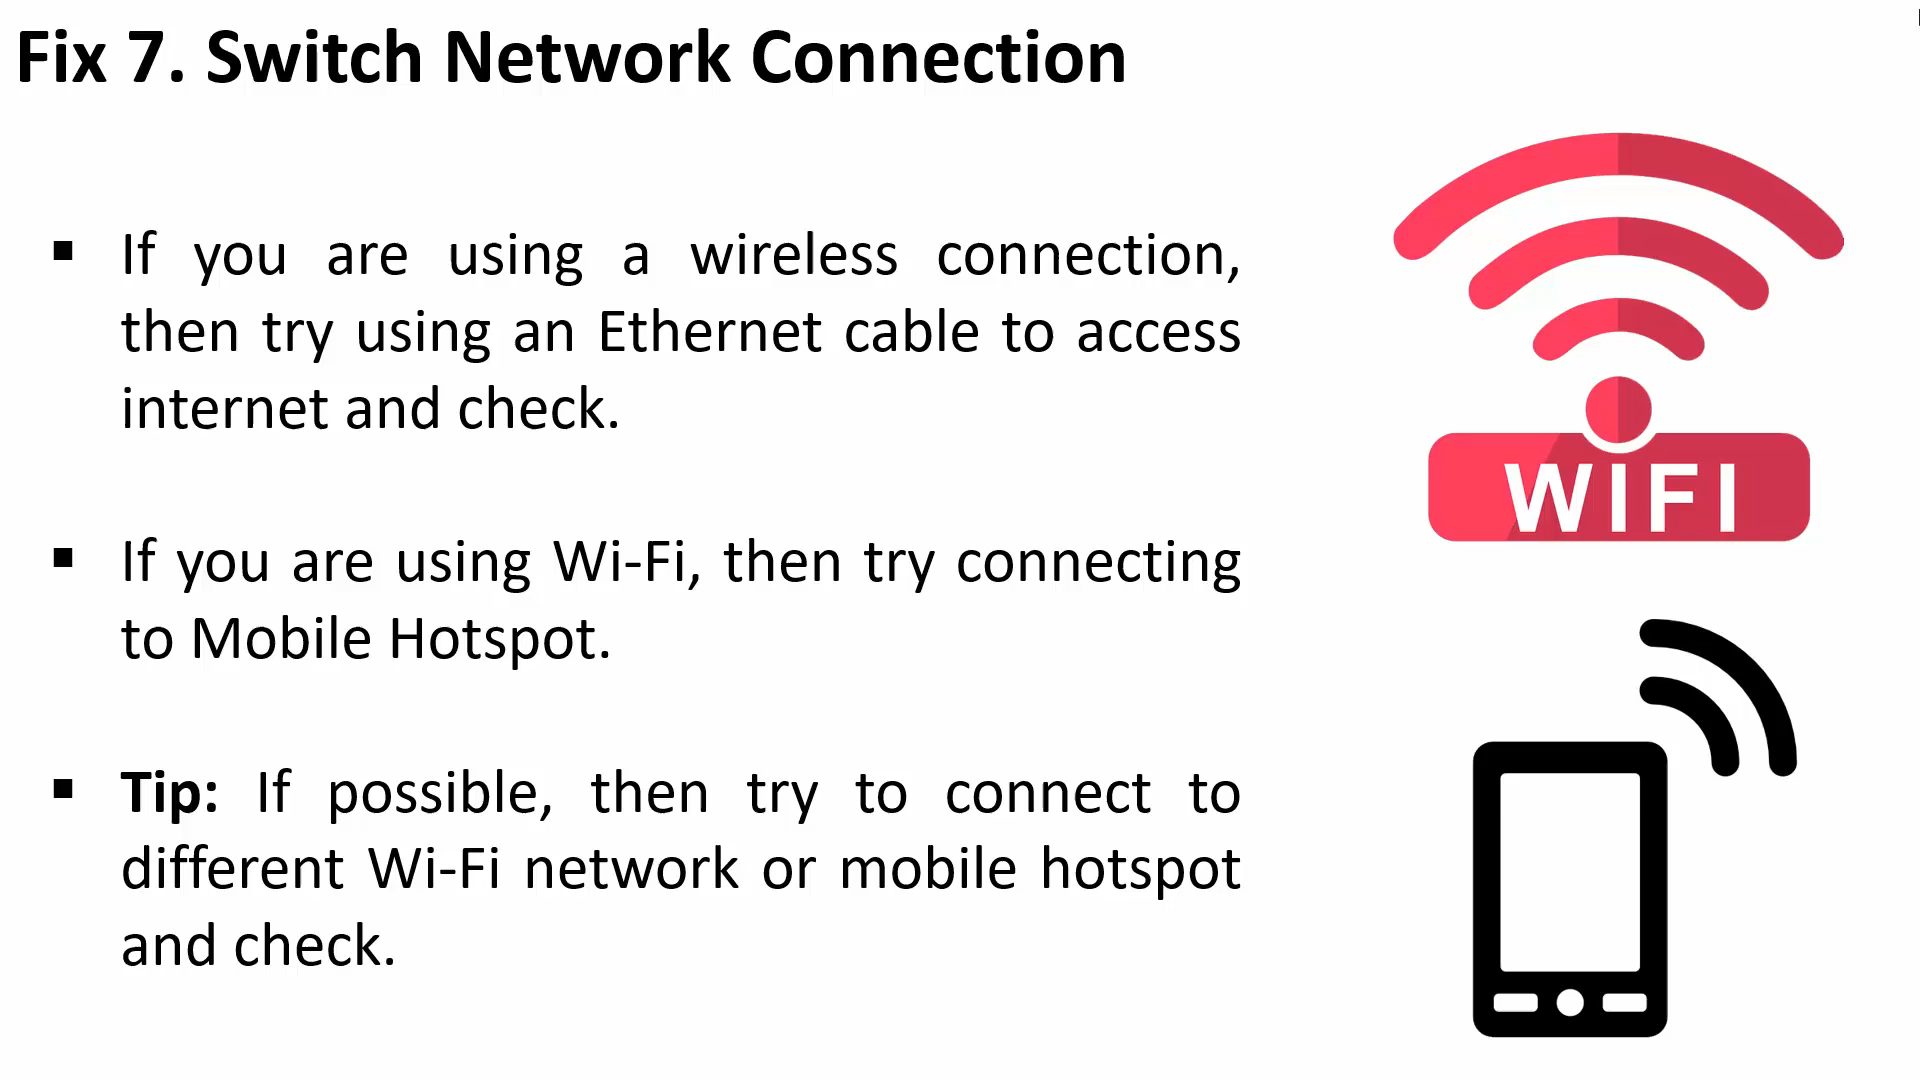 Fix 7. Switch Network Connection
▪ If you are using a wireless connection,
then try using an Ethernet cable to access
internet and check.
▪ If you are using Wi-Fi, then try connecting
to Mobile Hotspot.
▪ Tip: If possible, then try to connect to
different Wi-Fi network or mobile hotspot
and check.
WIFI